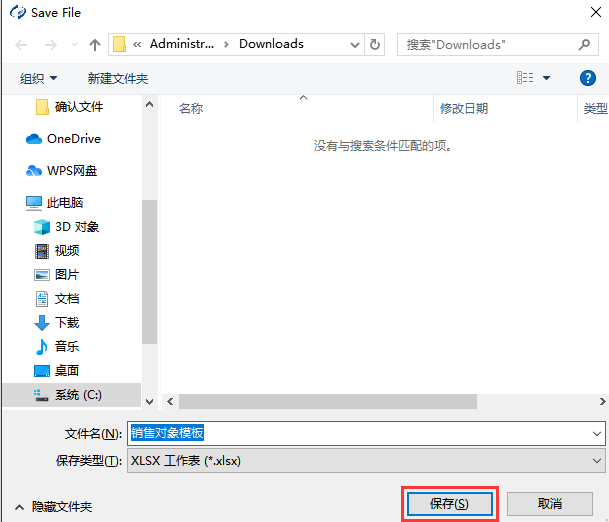 Save File
« Administr... › Downloads
搜索"Downloads"
组织
新建文件夹
?
确认文件
OneDrive
WPS网盘
此电脑
3D 对象
视频
图片
文档
下载
音乐
桌面
系统 (C:)
名称
修改日期
类型
没有与搜索条件匹配的项。
文件名(N):
销售对象模板
保存类型(T):
XLSX 工作表 (*.xlsx)
隐藏文件夹
保存(S)
取消